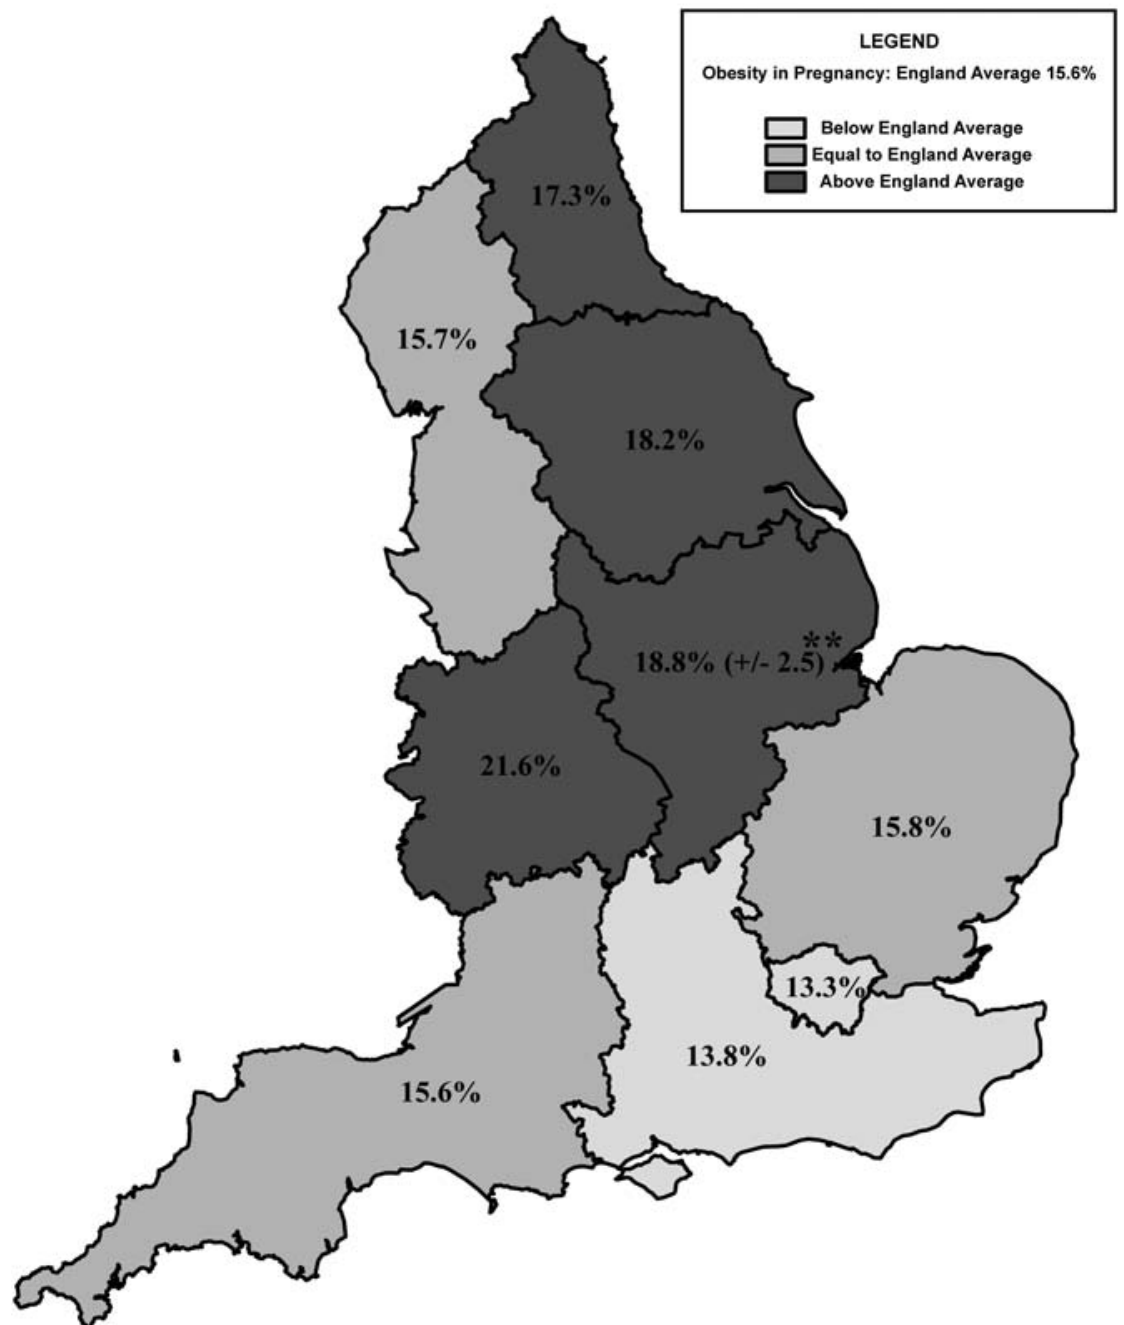 LEGEND
Obesity in Pregnancy: England Average 15.6%
Below England Average
Equal to England Average
Above England Average
17.3%
15.7%
18.2%
**
18.8% (+/- 2.5)
21.6%
15.8%
13.3%
13.8%
15.6%